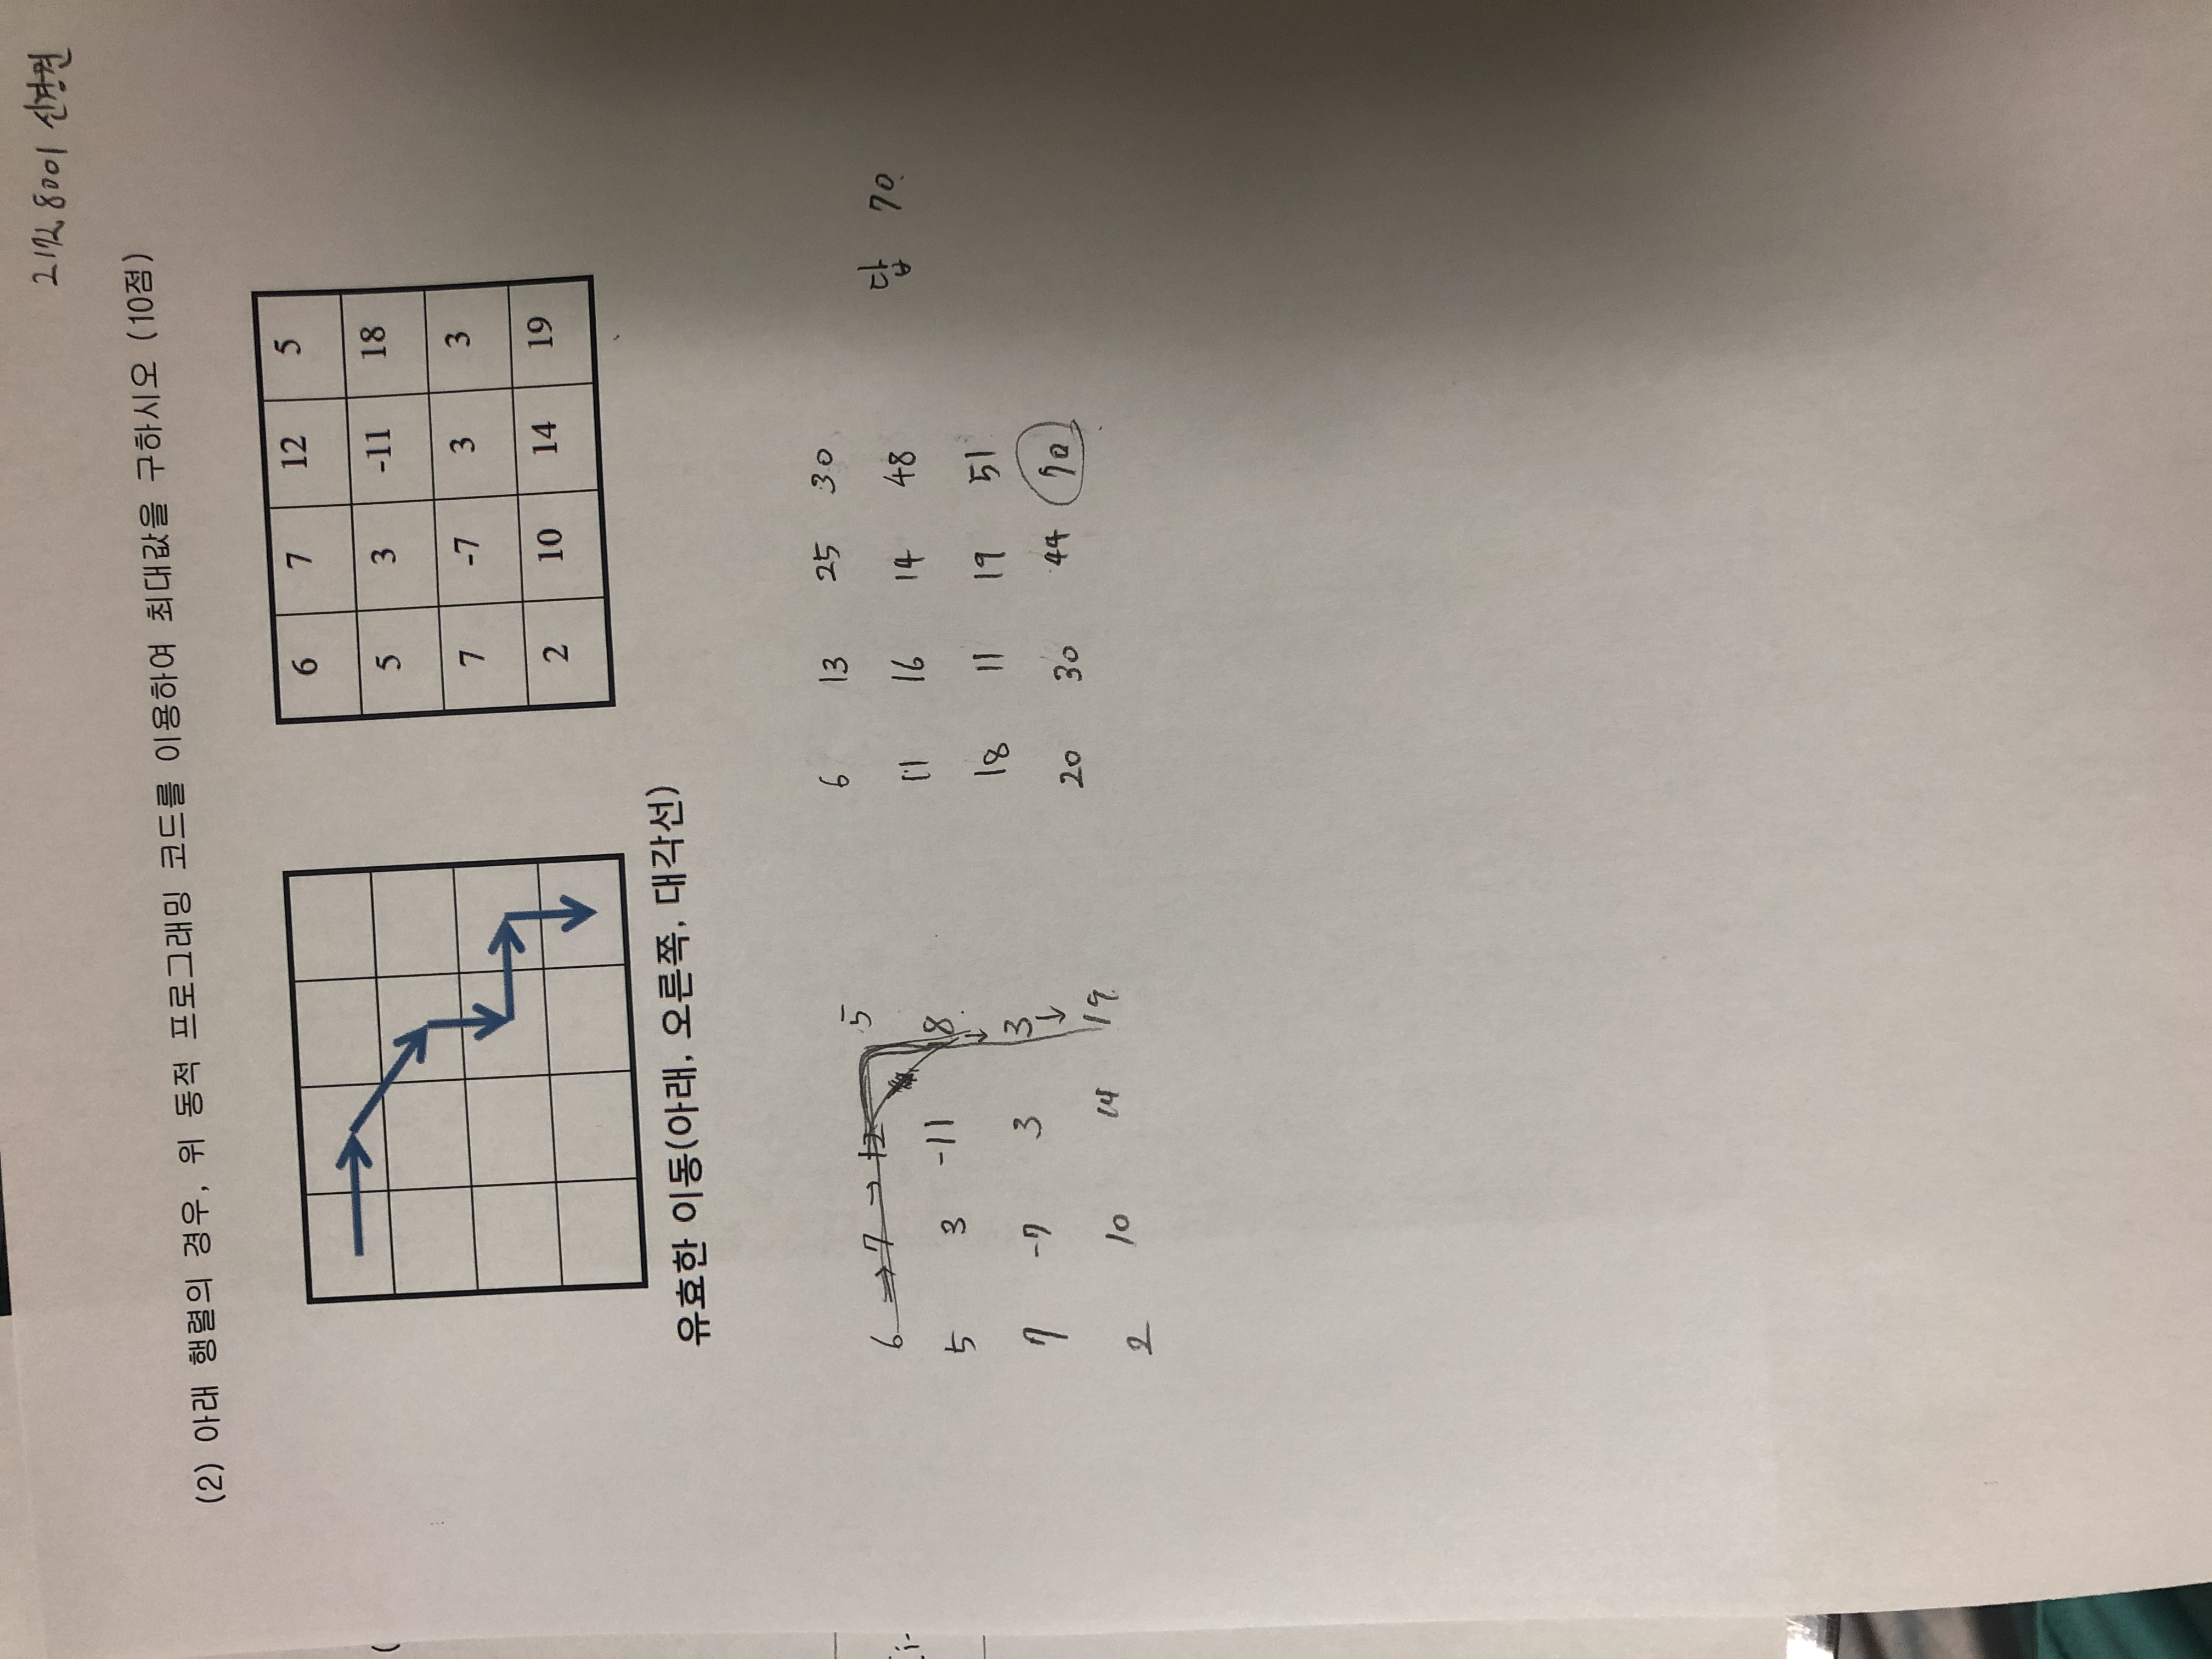 신경원
(2) 아래 행렬의 경우, 위 동적 프로그래밍 코드를 이용하여 최대값을 구하시오 (10점)
6 7 12 5
5 3 -11 18
7 -7 3 3
2 10 14 19
유효한 이동(아래, 오른쪽, 대각선)
6 → 7 → 12 5
5 3 -11 18
7 -7 3 3
2 10 14 19
6 13 25 30
11 16 14 48
18 11 19 51
20 30 44 70
답 70